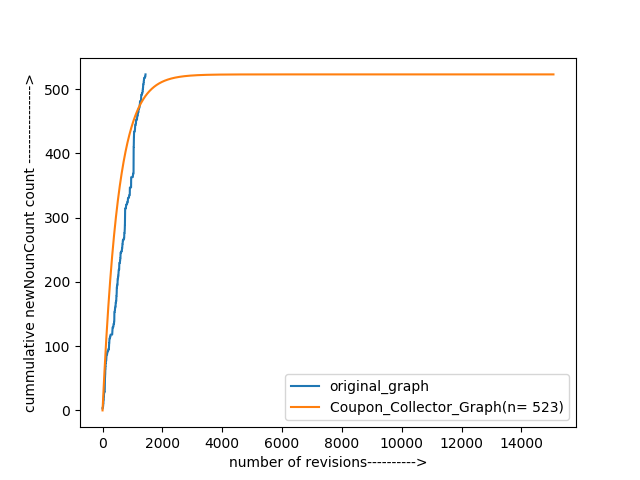 500
400
300
200
100
0
cummulative newNounCount count ---------------->
original_graph
Coupon_Collector_Graph(n= 523)
0 2000 4000 6000 8000 10000 12000 14000
number of revisions---------->